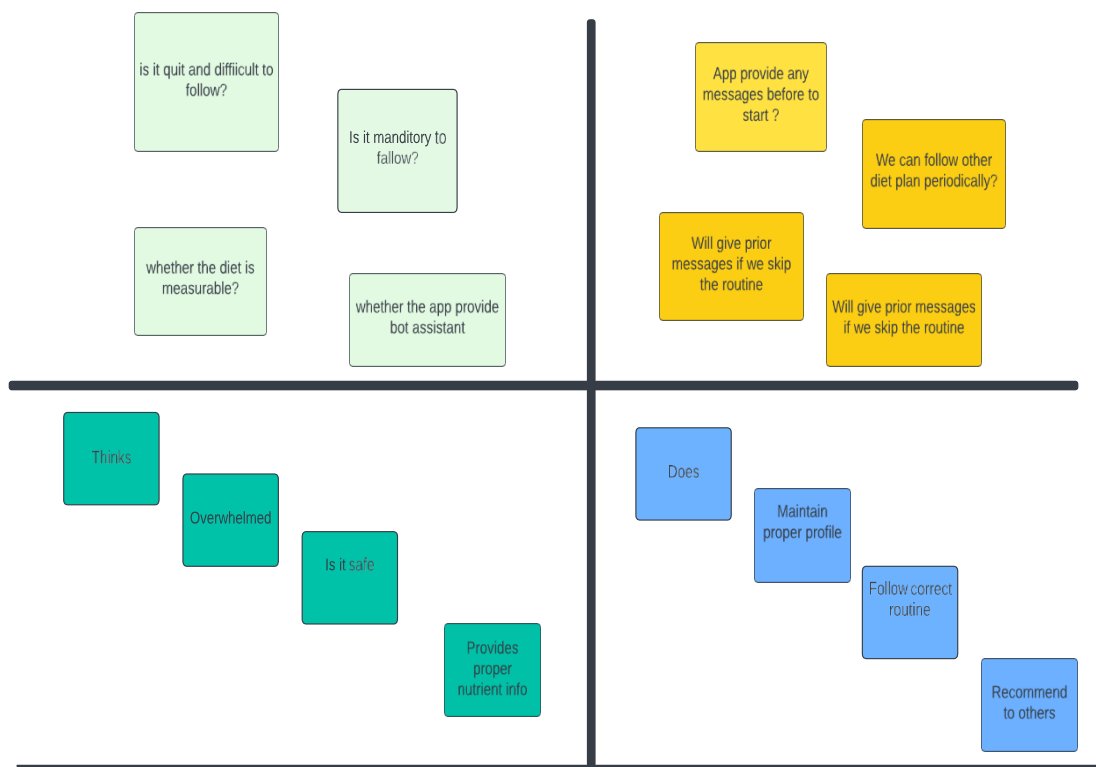 is it quit and diffiicult to
follow?
Is it manditory to
fallow?
whether the diet is
measurable?
whether the app provide
bot assistant
App provide any
messages before to
start ?
We can follow other
diet plan periodically?
Will give prior
messages if we skip
the routine
Will give prior messages
if we skip the routine
Thinks
Overwhelmed
Is it safe
Provides
proper
nutrient info
Does
Maintain
proper profile
Follow correct
routine
Recommend
to others